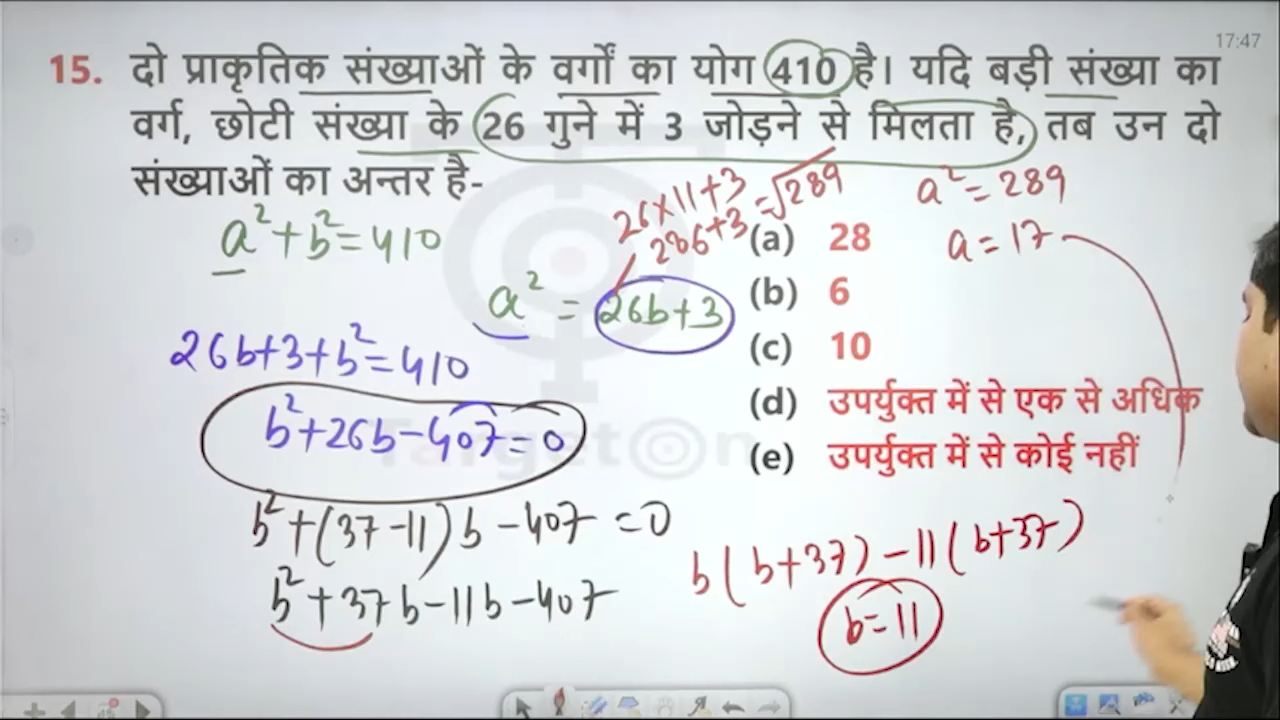 17:47
15. दो प्राकृतिक संख्याओं के वर्गों का योग 410 है। यदि बड़ी संख्या का
वर्ग, छोटी संख्या के 26 गुने में 3 जोड़ने से मिलता है, तब उन दो
संख्याओं का अन्तर है-
26×11+3 = √289
286+3
a² = 289
a = 17
a² + b² = 410
a² = 26b+3
(a) 28
(b) 6
(c) 10
(d) उपर्युक्त में से एक से अधिक
(e) उपर्युक्त में से कोई नहीं
26b+3+b² = 410
b²+26b-407=0
b²+(37-11)b-407=0
b²+37b-11b-407
b(b+37)-11(b+37)
b=11
Target On